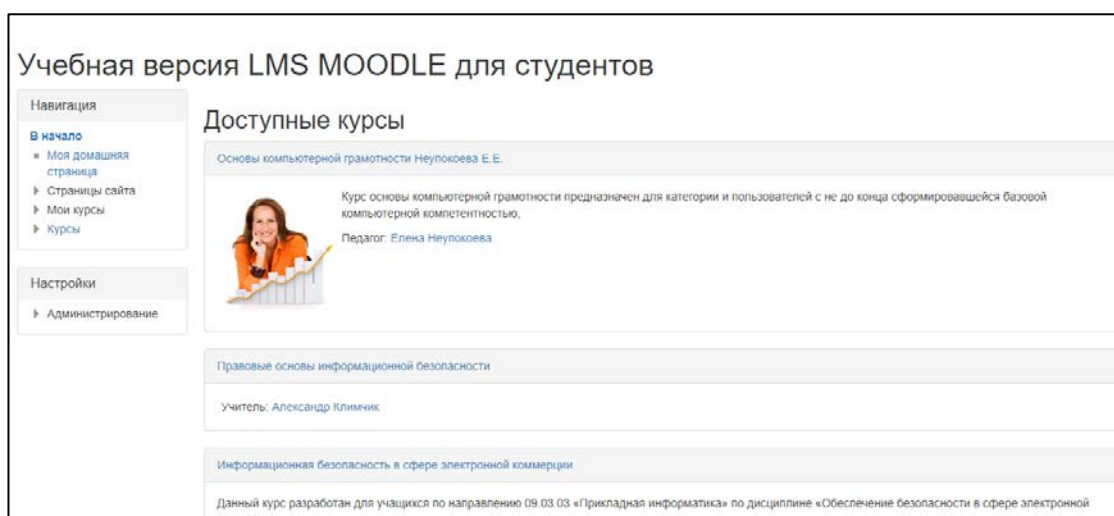 Учебная версия LMS MOODLE для студентов
Навигация
В начало
Моя домашняя
страница
Страницы сайта
Мои курсы
Курсы
Настройки
Администрирование
Доступные курсы
Основы компьютерной грамотности Неупокоева Е.Е.
Курс основы компьютерной грамотности предназначен для категории и пользователей с не до конца сформировавшейся базовой
компьютерной компетентностью,
Педагог: Елена Неупокоева
Правовые основы информационной безопасности
Учитель: Александр Климчик
Информационная безопасность в сфере электронной коммерции
Данный курс разработан для учащихся по направлению 09.03.03 «Прикладная информатика» по дисциплине «Обеспечение безопасности в сфере электронной